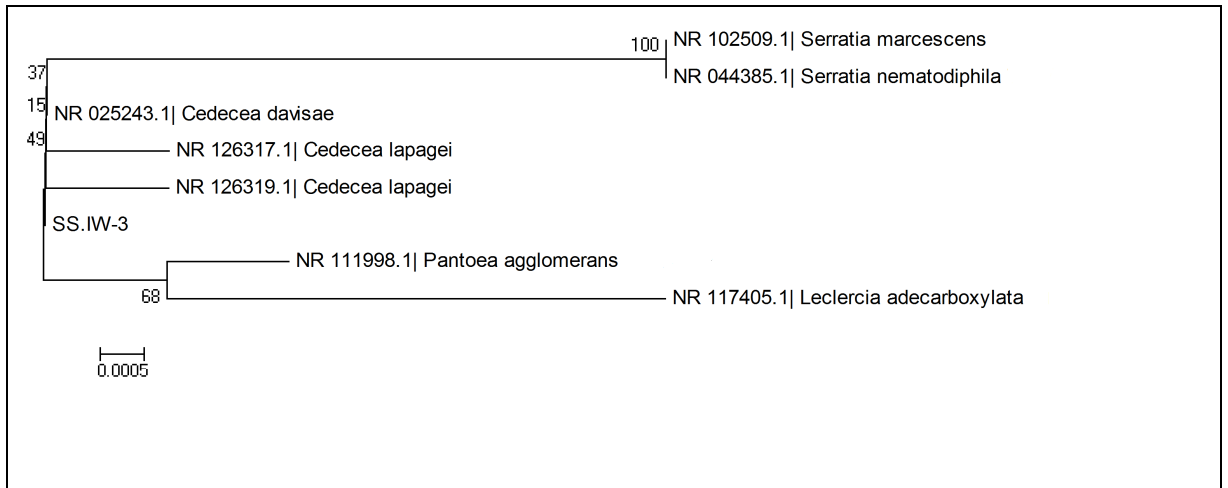 100
NR 102509.1| Serratia marcescens
37
NR 044385.1| Serratia nematodiphila
15
NR 025243.1| Cedecea davisae
49
NR 126317.1| Cedecea lapagei
NR 126319.1| Cedecea lapagei
SS.IW-3
NR 111998.1| Pantoea agglomerans
68
NR 117405.1| Leclercia adecarboxylata
0.0005